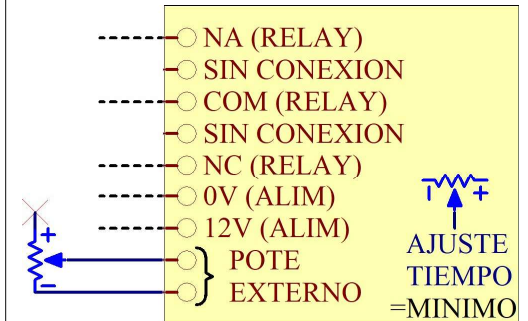 NA (RELAY)
SIN CONEXION
COM (RELAY)
SIN CONEXION
NC (RELAY)
0V (ALIM)
12V (ALIM)
POTE
EXTERNO
+
-
- +
AJUSTE
TIEMPO
=MINIMO